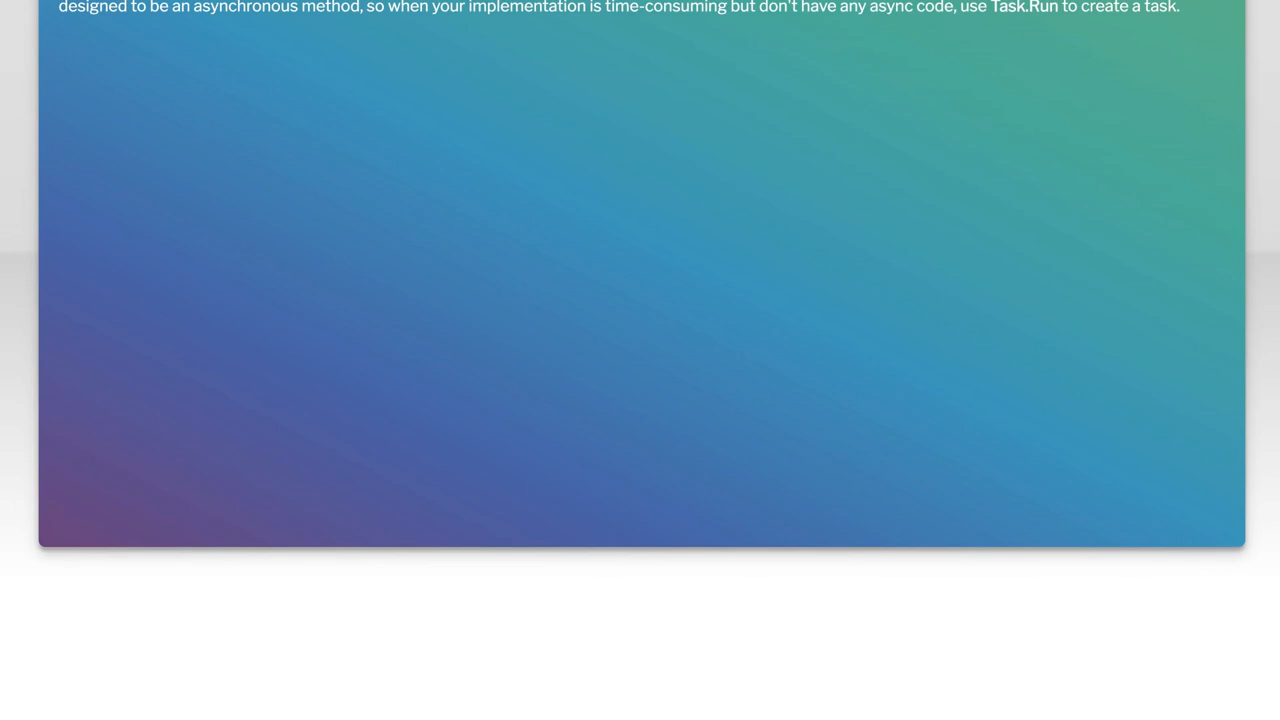 designed to be an asynchronous method, so when your implementation is time-consuming but don't have any async code, use Task.Run to create a task.